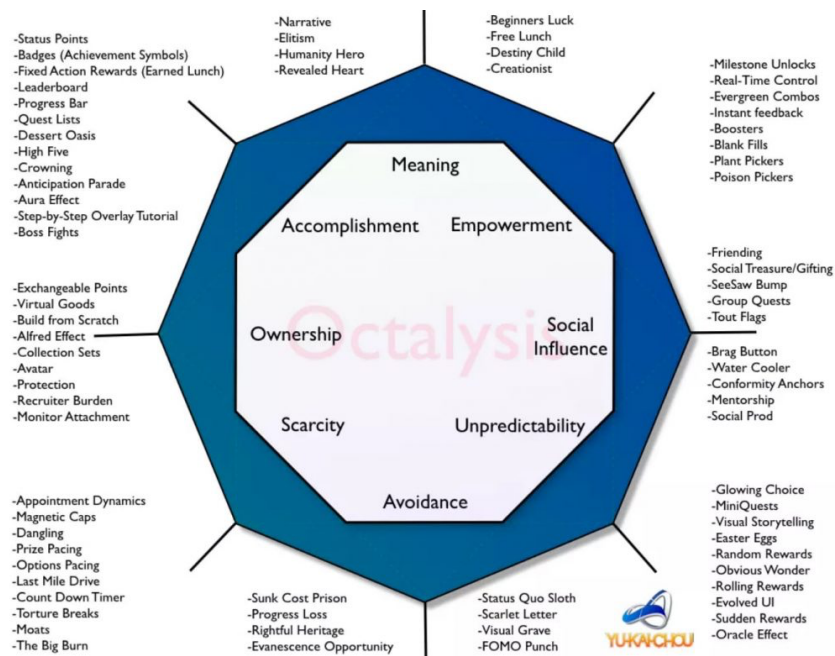 -Narrative
-Elitism
-Humanity Hero
-Revealed Heart
-Beginners Luck
-Free Lunch
-Destiny Child
-Creationist
-Status Points
-Badges (Achievement Symbols)
-Fixed Action Rewards (Earned Lunch)
-Leaderboard
-Progress Bar
-Quest Lists
-Dessert Oasis
-High Five
-Crowning
-Anticipation Parade
-Aura Effect
-Step-by-Step Overlay Tutorial
-Boss Fights
-Milestone Unlocks
-Real-Time Control
-Evergreen Combos
-Instant feedback
-Boosters
-Blank Fills
-Plant Pickers
-Poison Pickers
Meaning
Accomplishment
Empowerment
Ownership
Octalysis
Social
Influence
Scarcity
Unpredictability
Avoidance
-Exchangeable Points
-Virtual Goods
-Build from Scratch
-Alfred Effect
-Collection Sets
-Avatar
-Protection
-Recruiter Burden
-Monitor Attachment
-Friending
-Social Treasure/Gifting
-SeeSaw Bump
-Group Quests
-Tout Flags
-Brag Button
-Water Cooler
-Conformity Anchors
-Mentorship
-Social Prod
-Appointment Dynamics
-Magnetic Caps
-Dangling
-Prize Pacing
-Options Pacing
-Last Mile Drive
-Count Down Timer
-Torture Breaks
-Moats
-The Big Burn
-Sunk Cost Prison
-Progress Loss
-Rightful Heritage
-Evanescence Opportunity
-Status Quo Sloth
-Scarlet Letter
-Visual Grave
-FOMO Punch
YU-KAI-CHOU
-Glowing Choice
-MiniQuests
-Visual Storytelling
-Easter Eggs
-Random Rewards
-Obvious Wonder
-Rolling Rewards
-Evolved UI
-Sudden Rewards
-Oracle Effect